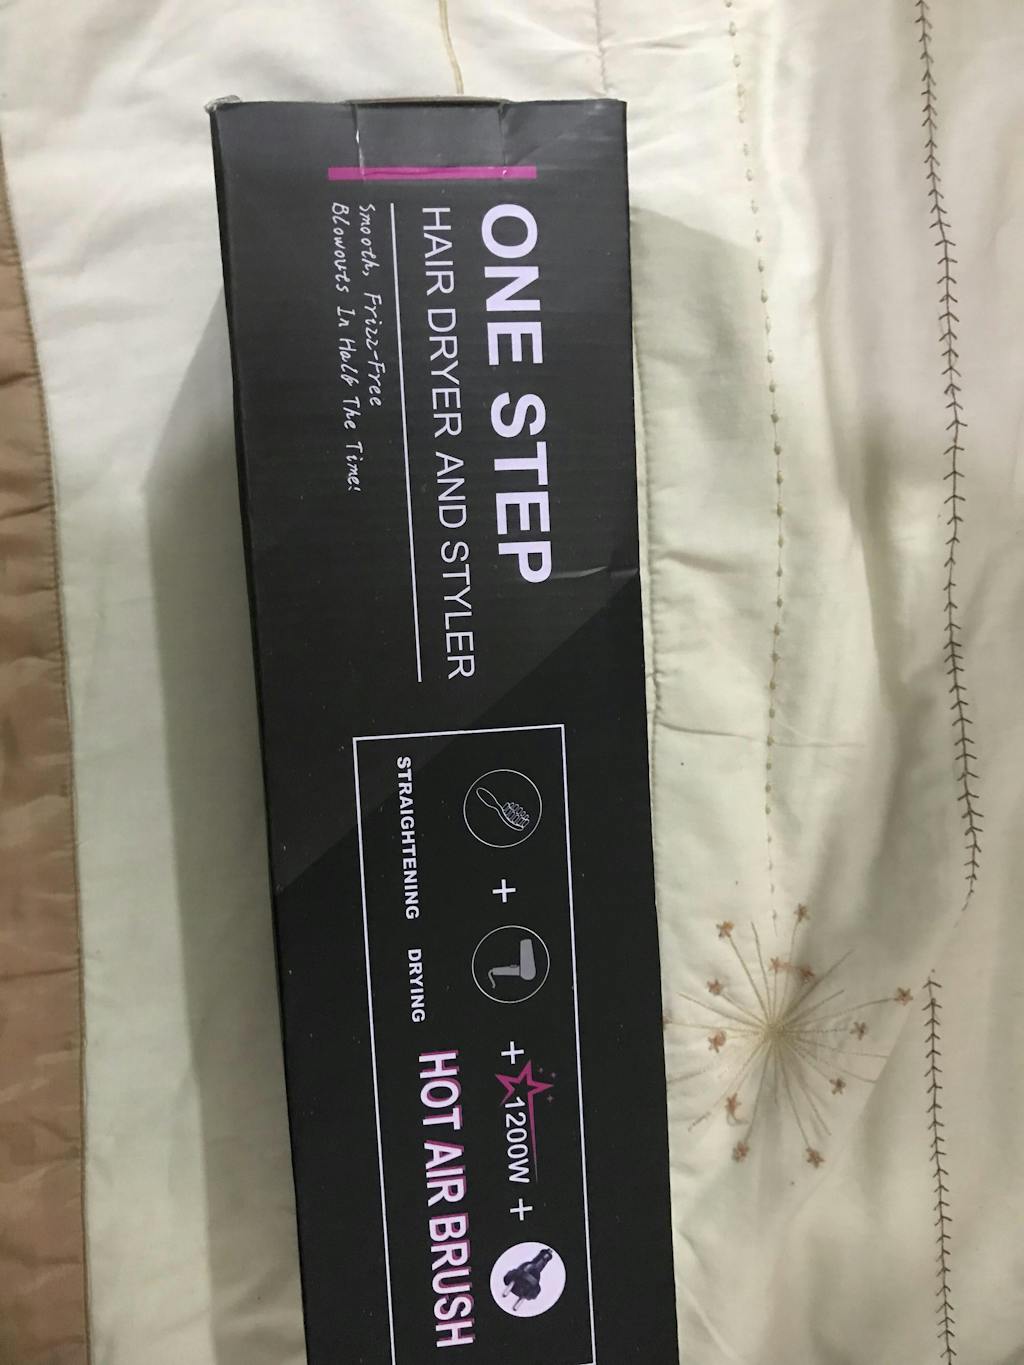 ONE STEP
HAIR DRYER AND STYLER
Smooth, Frizz-Free
Blowouts In Half The Time!
+ + 1200W +
STRAIGHTENING DRYING HOT AIR BRUSH